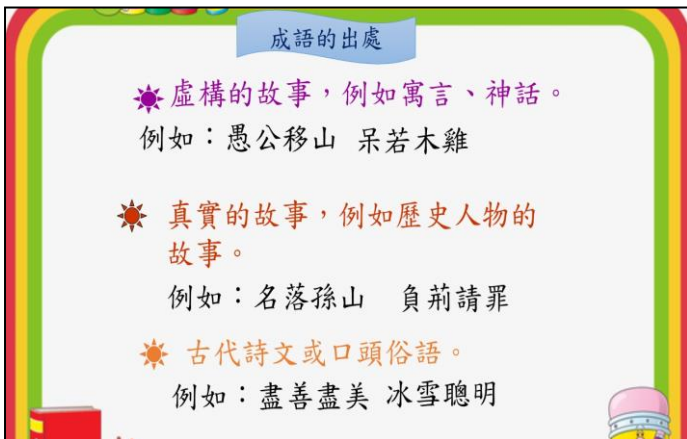 成語的出處
虛構的故事，例如寓言、神話。
例如：愚公移山 呆若木雞
真實的故事，例如歷史人物的
故事。
例如：名落孫山 負荊請罪
古代詩文或口頭俗語。
例如：盡善盡美 冰雪聰明